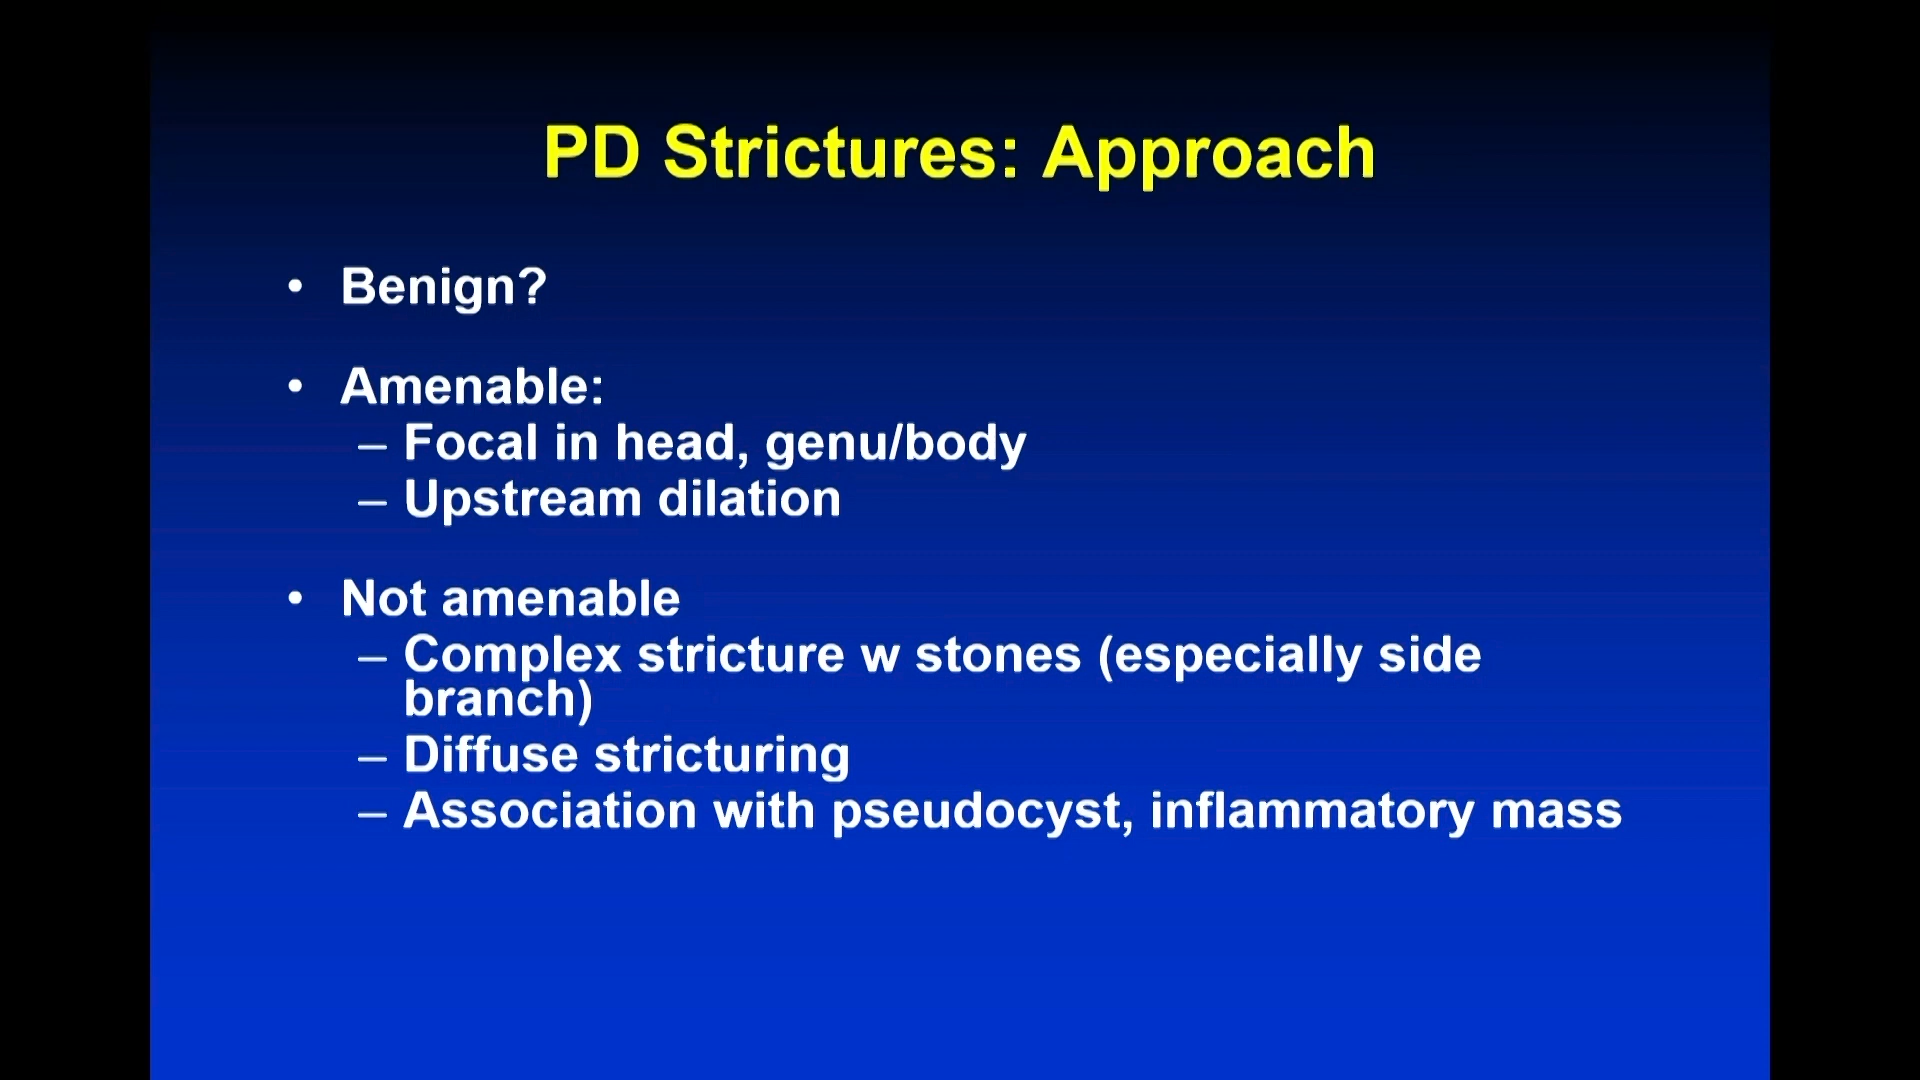 PD Strictures: Approach
• Benign?
• Amenable:
– Focal in head, genu/body
– Upstream dilation
• Not amenable
– Complex stricture w stones (especially side
branch)
– Diffuse stricturing
– Association with pseudocyst, inflammatory mass